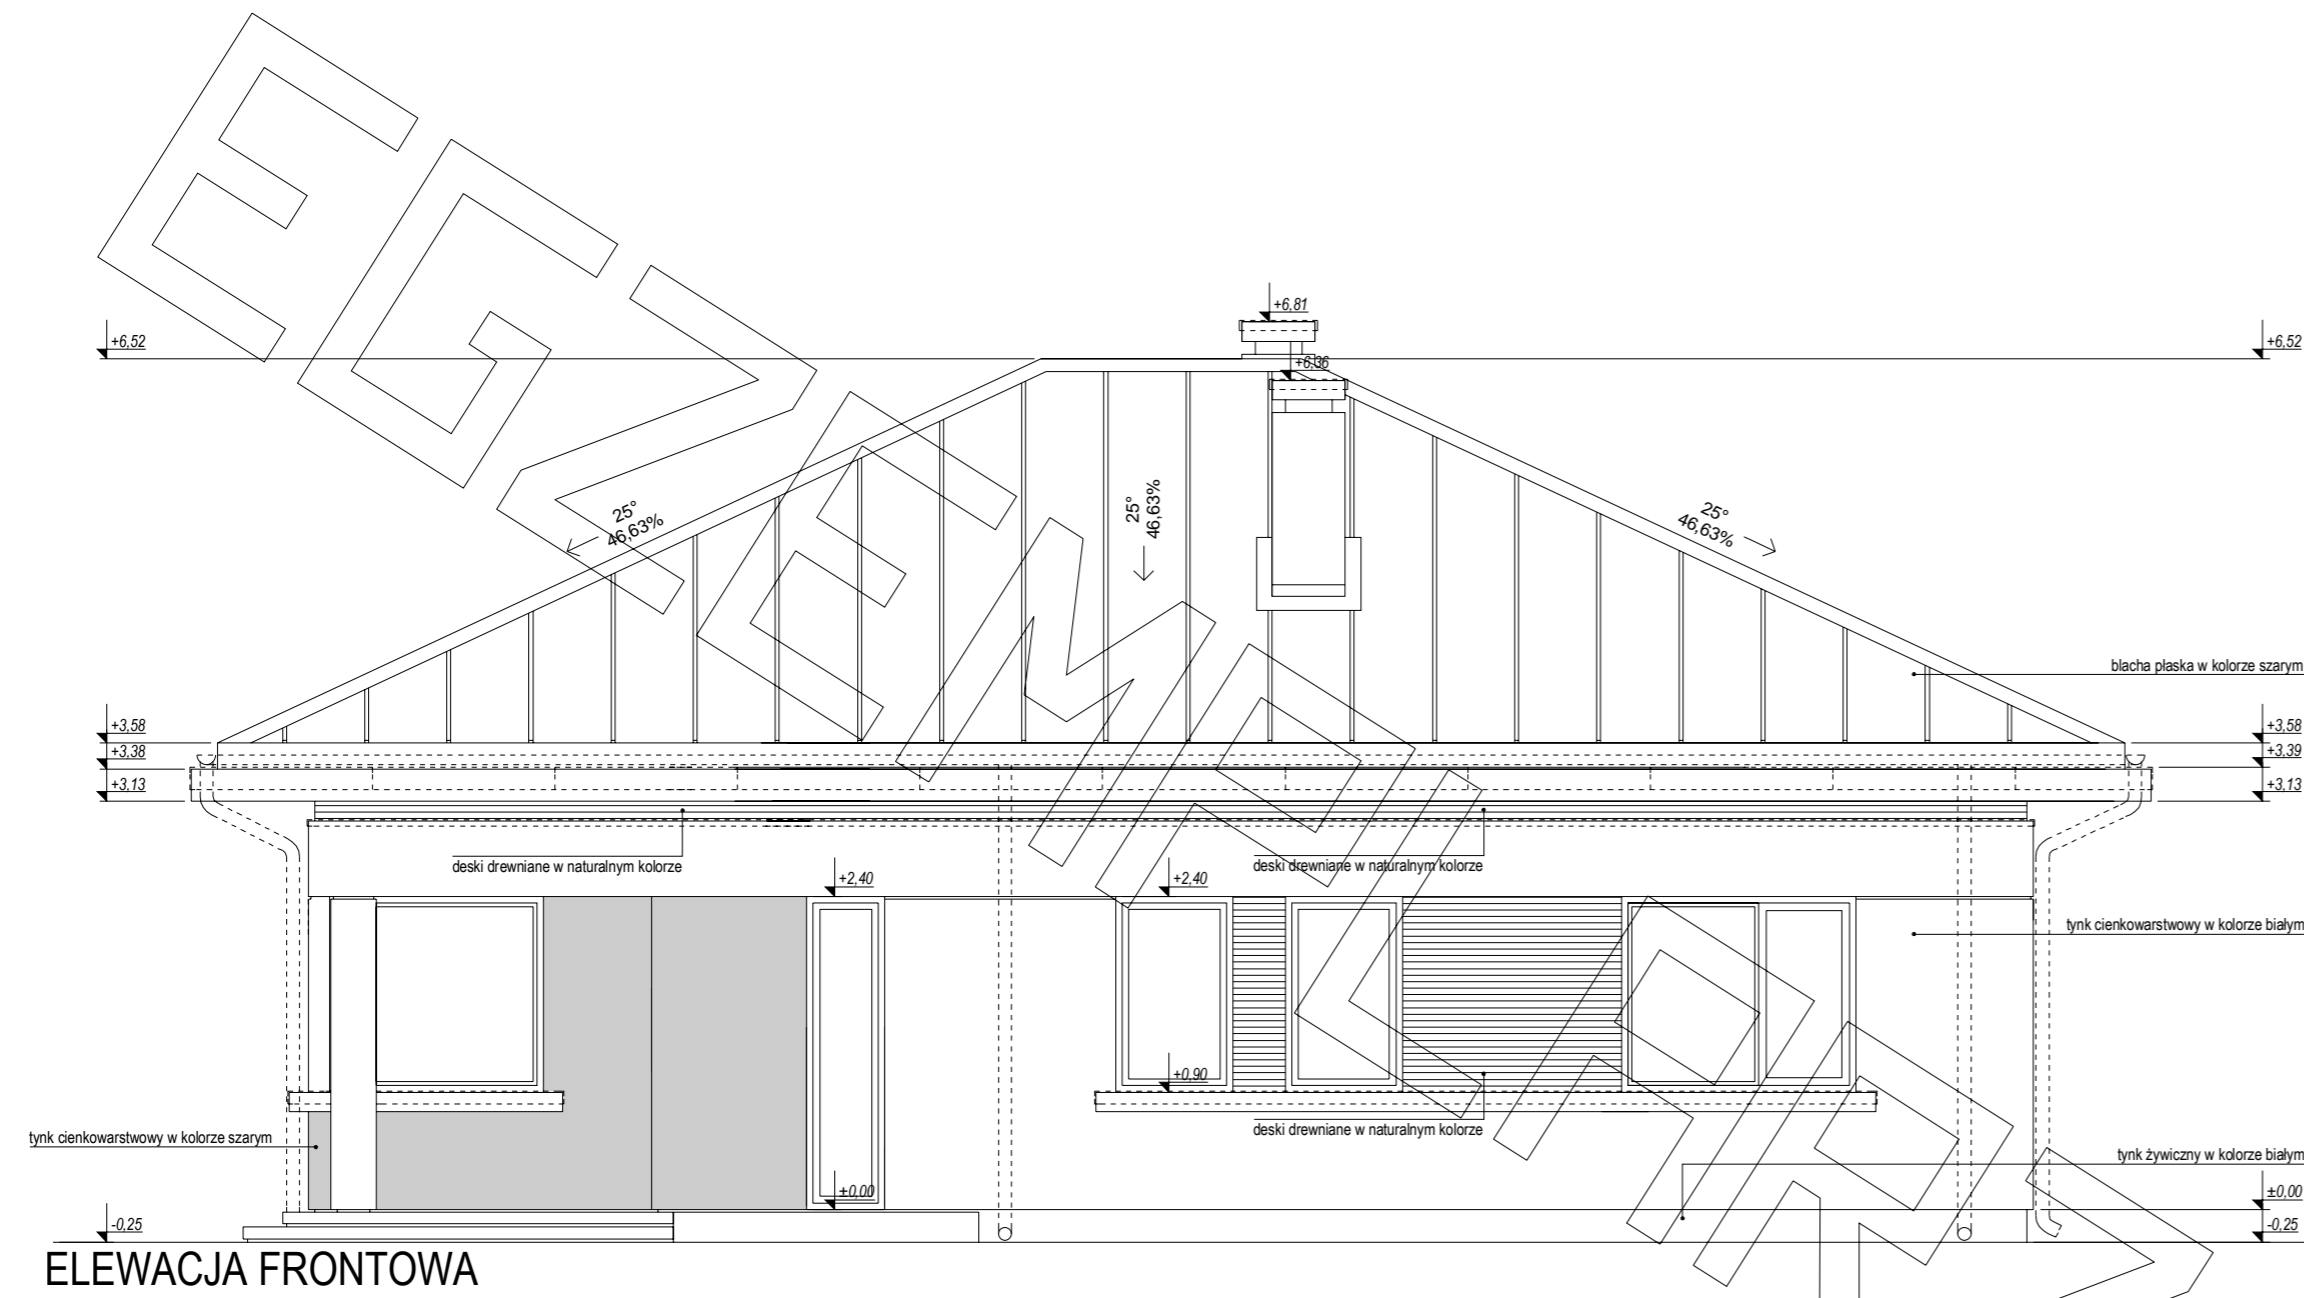 +6,81
+6,52
+6,52
+6,36
25°
46,63%
25°
46,63%
25°
46,63%
blacha płaska w kolorze szarym
+3,58
+3,58
+3,38
+3,39
+3,13
+3,13
deski drewniane w naturalnym kolorze
deski drewniane w naturalnym kolorze
+2,40
+2,40
tynk cienkowarstwowy w kolorze białym
+0,90
deski drewniane w naturalnym kolorze
tynk cienkowarstwowy w kolorze szarym
tynk żywiczny w kolorze białym
±0,00
±0,00
-0,25
-0,25
ELEWACJA FRONTOWA